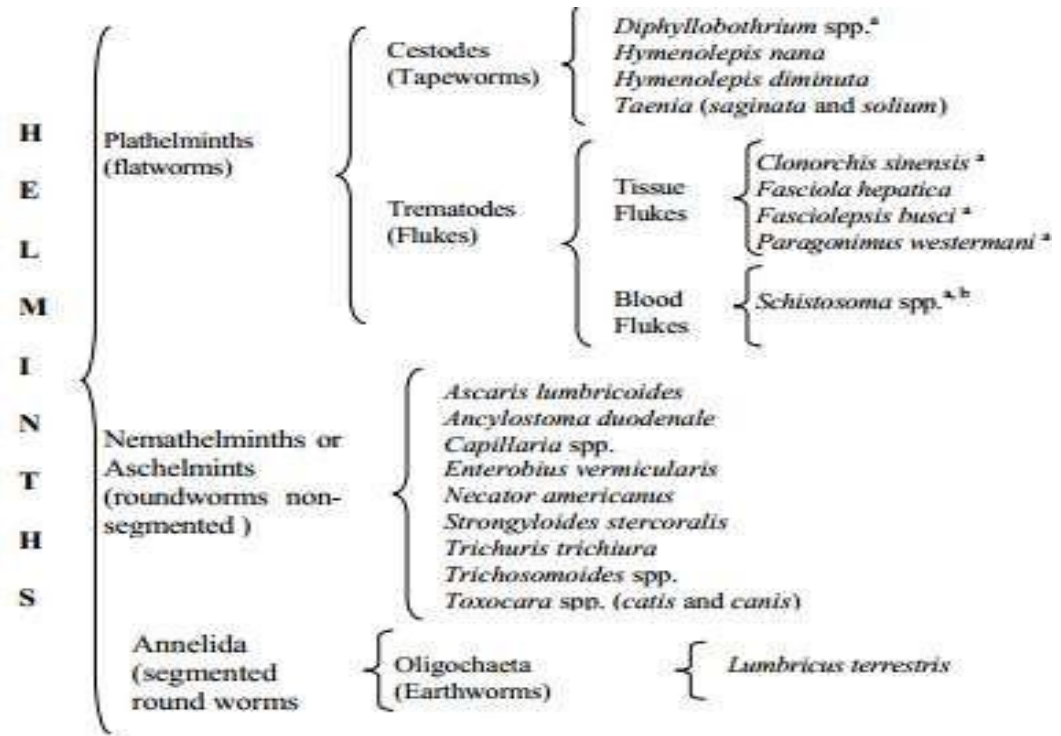 HELMINTHS
Plathelminths
(flatworms)
Cestodes
(Tapeworms)
Diphyllobothrium spp.ᵃ
Hymenolepis nana
Hymenolepis diminuta
Taenia (saginata and solium)
Trematodes
(Flukes)
Tissue
Flukes
Clonorchis sinensis ᵃ
Fasciola hepatica
Fasciolepsis busci ᵃ
Paragonimus westermani ᵃ
Blood
Flukes
Schistosoma spp.ᵃ, ᵇ
Nemathelminths or
Aschelmints
(roundworms non-
segmented )
Ascaris lumbricoides
Ancylostoma duodenale
Capillaria spp.
Enterobius vermicularis
Necator americanus
Strongyloides stercoralis
Trichuris trichiura
Trichosomoides spp.
Toxocara spp. (catis and canis)
Annelida
(segmented
round worms
Oligochaeta
(Earthworms)
Lumbricus terrestris